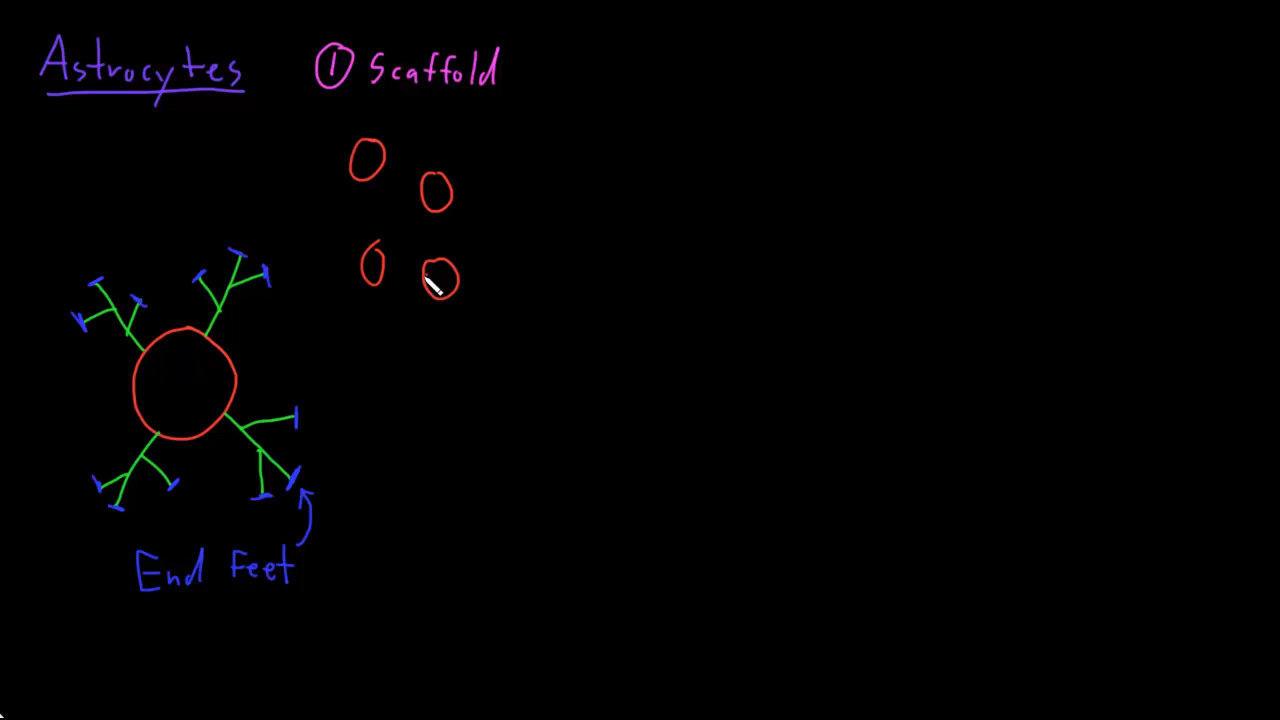 Astrocytes
① Scaffold
End Feet